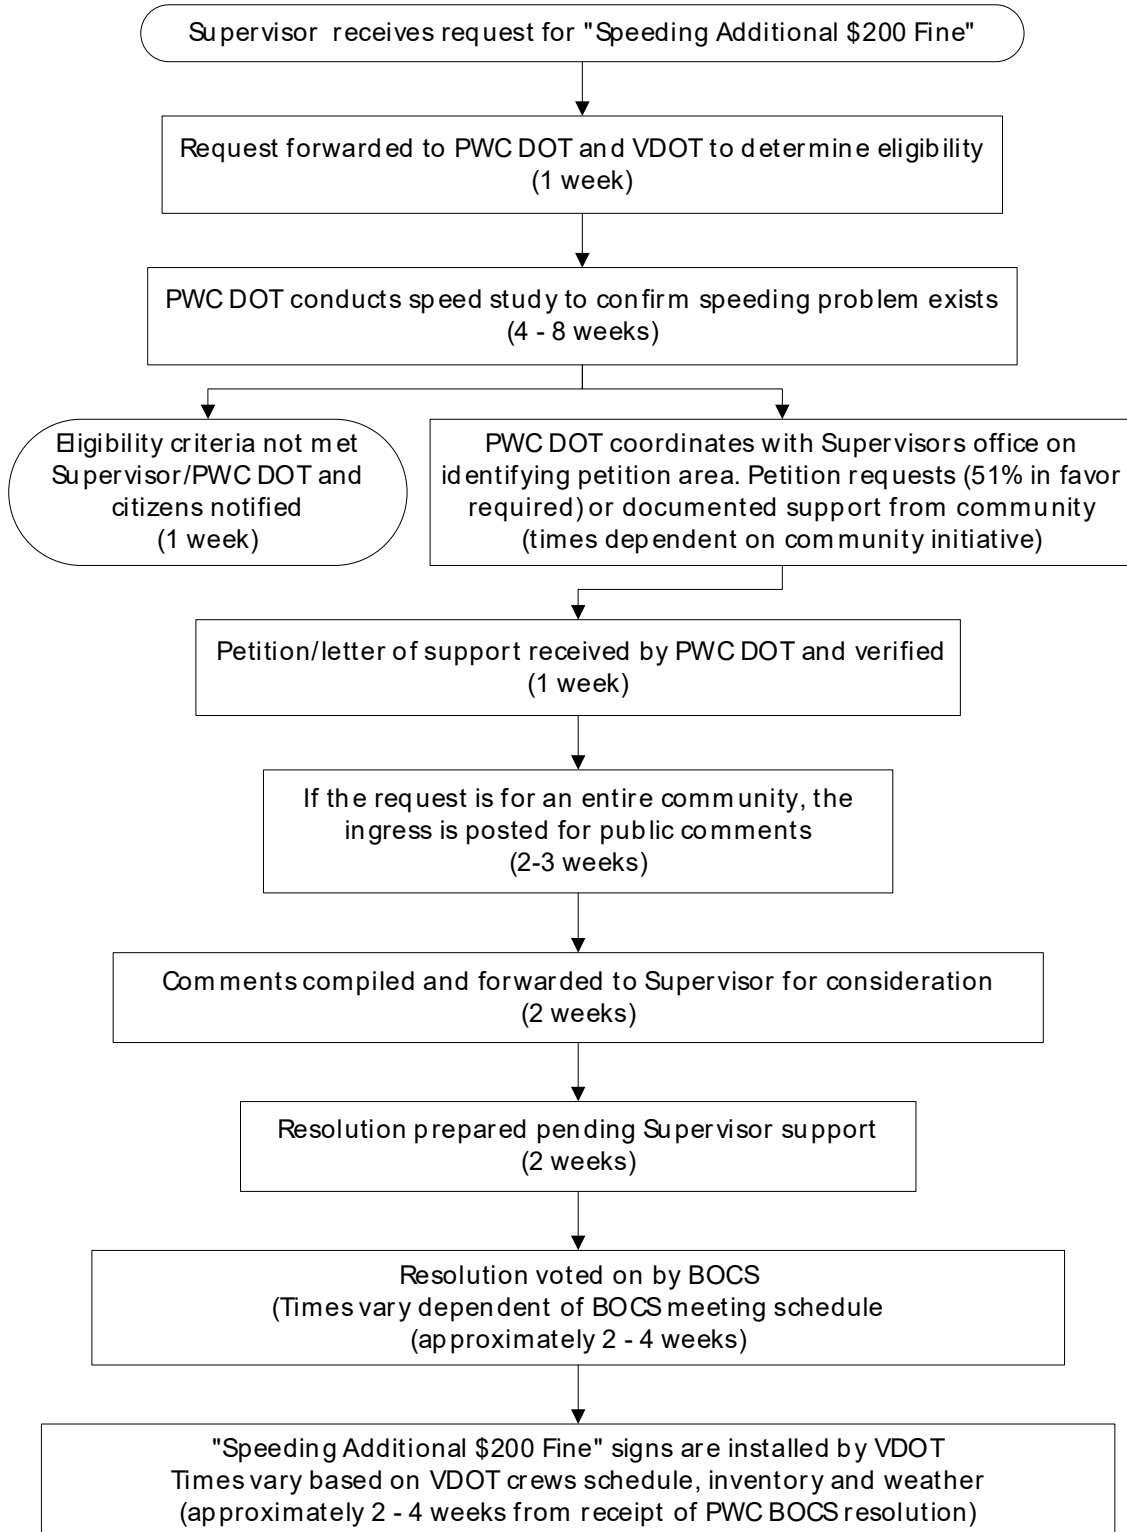 Supervisor receives request for "Speeding Additional $200 Fine"
Request forwarded to PWC DOT and VDOT to determine eligibility
(1 week)
PWC DOT conducts speed study to confirm speeding problem exists
(4 - 8 weeks)
Eligibility criteria not met
Supervisor/PWC DOT and
citizens notified
(1 week)
PWC DOT coordinates with Supervisors office on
identifying petition area. Petition requests (51% in favor
required) or documented support from community
(times dependent on community initiative)
Petition/letter of support received by PWC DOT and verified
(1 week)
If the request is for an entire community, the
ingress is posted for public comments
(2-3 weeks)
Comments compiled and forwarded to Supervisor for consideration
(2 weeks)
Resolution prepared pending Supervisor support
(2 weeks)
Resolution voted on by BOCS
(Times vary dependent of BOCS meeting schedule
(approximately 2 - 4 weeks)
"Speeding Additional $200 Fine" signs are installed by VDOT
Times vary based on VDOT crews schedule, inventory and weather
(approximately 2 - 4 weeks from receipt of PWC BOCS resolution)